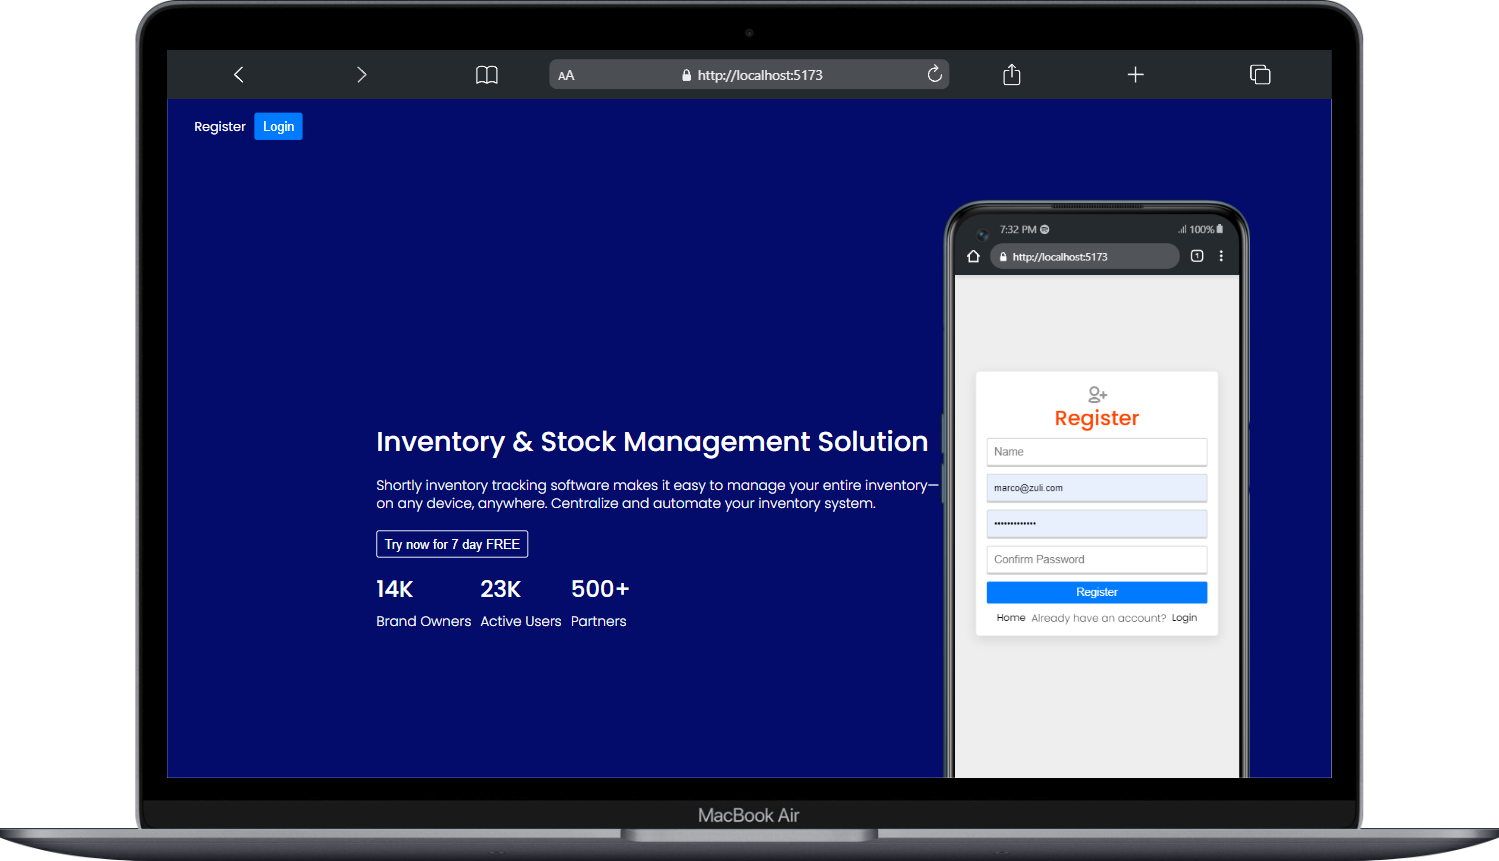 AA http://localhost:5173
Register Login
7:32 PM 100%
http://localhost:5173 1
Register
Name
marco@zuli.com
•••••••••••••
Confirm Password
Register
Home Already have an account? Login
Inventory & Stock Management Solution
Shortly inventory tracking software makes it easy to manage your entire inventory—
on any device, anywhere. Centralize and automate your inventory system.
Try now for 7 day FREE
14K 23K 500+
Brand Owners Active Users Partners
MacBook Air